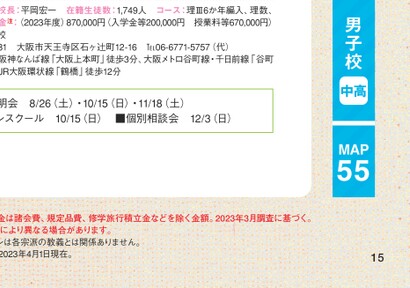 校長：平岡宏一　在籍生徒数：1,749人　コース：理Ⅲ6か年編入、理数、
（2023年度）870,000円（入学金等200,000円　授業料等670,000円）
校
81　大阪市天王寺区石ヶ辻町12-16　℡06-6771-5757（代）
阪神なんば線「大阪上本町」徒歩3分、大阪メトロ谷町線・千日前線「谷町
JR大阪環状線「鶴橋」徒歩12分
明会　8/26（土）・10/15（日）・11/18（土）
ンスクール　10/15（日）　■個別相談会　12/3（日）
男子校
中高
MAP
55
金は諸会費、規定品費、修学旅行積立金などを除く金額。2023年3月調査に基づく。
により異なる場合があります。
ンは各宗派の教義とは関係ありません。
2023年4月1日現在。
15